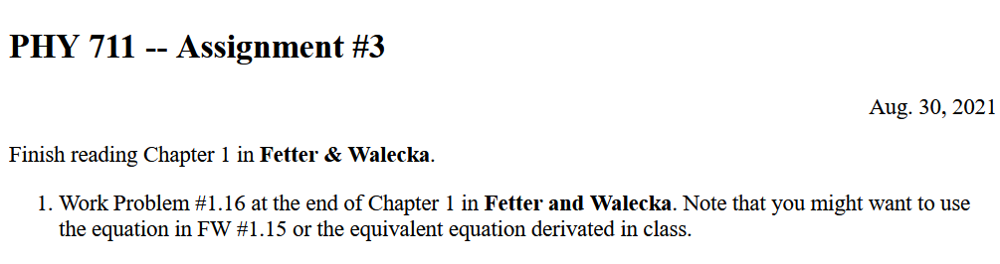 PHY 711 -- Assignment #3
Aug. 30, 2021
Finish reading Chapter 1 in Fetter & Walecka.
1. Work Problem #1.16 at the end of Chapter 1 in Fetter and Walecka. Note that you might want to use
the equation in FW #1.15 or the equivalent equation derivated in class.